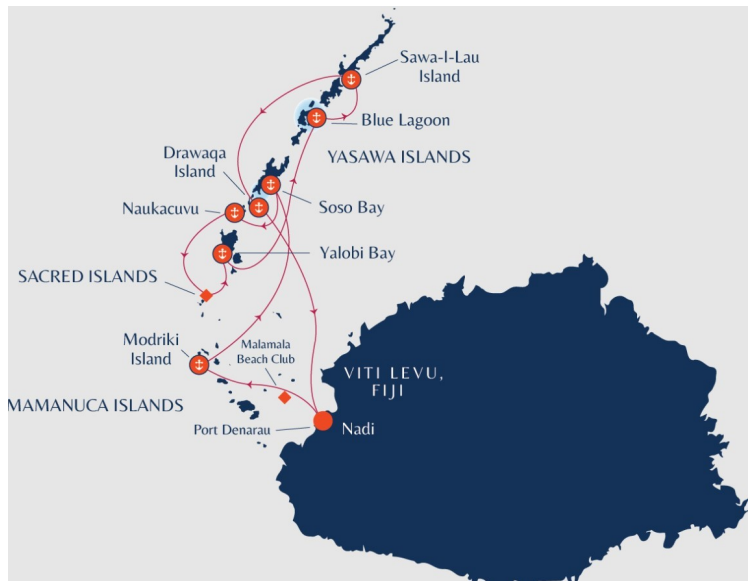 Sawa-I-Lau
Island
Blue Lagoon
YASAWA ISLANDS
Drawaqa
Island
Soso Bay
Naukacuvu
Yalobi Bay
SACRED ISLANDS
Modriki
Island
Malamala
Beach Club
VITI LEVU,
FIJI
MAMANUCA ISLANDS
Port Denarau
Nadi